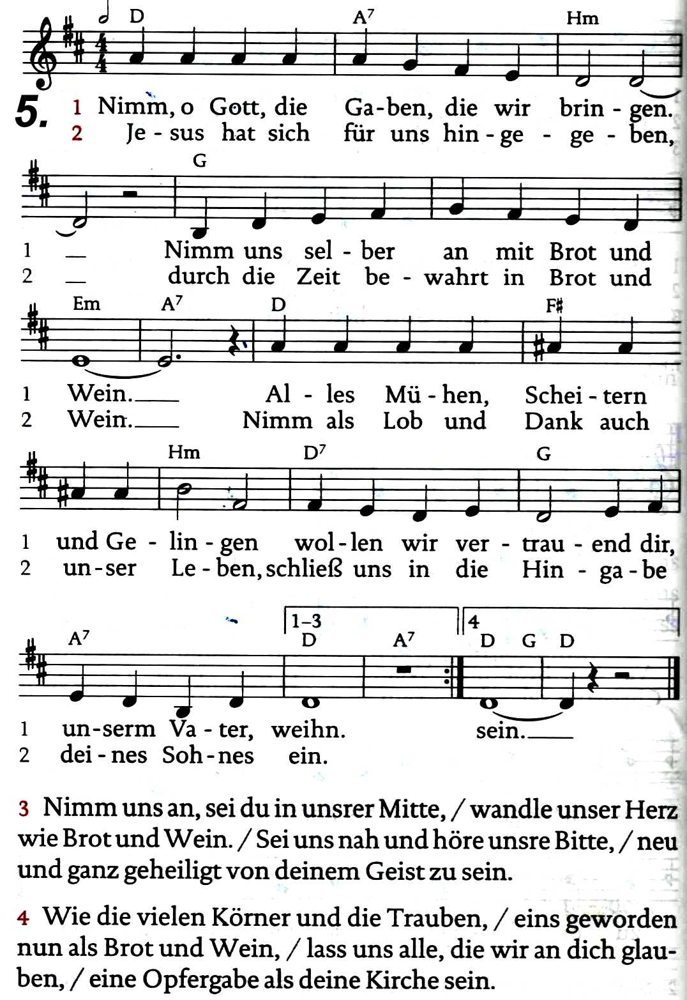 D A7 Hm
5. 1 Nimm, o Gott, die Ga-ben, die wir brin - gen.
2 Je - sus hat sich für uns hin - ge - ge - ben,
G
1 Nimm uns sel - ber an mit Brot und
2 durch die Zeit be - wahrt in Brot und
Em A7 D F#
1 Wein. Al - les Mü - hen, Schei - tern
2 Wein. Nimm als Lob und Dank auch
Hm D7 G
1 und Ge - lin - gen wol - len wir ver - trau - end dir,
2 un - ser Le - ben, schließ uns in die Hin - ga - be
1–3 4
A7 D A7 D G D
1 un-serm Va - ter, weihn. sein.
2 dei - nes Soh - nes ein.
3 Nimm uns an, sei du in unsrer Mitte, / wandle unser Herz
wie Brot und Wein. / Sei uns nah und höre unsre Bitte, / neu
und ganz geheiligt von deinem Geist zu sein.
4 Wie die vielen Körner und die Trauben, / eins geworden
nun als Brot und Wein, / lass uns alle, die wir an dich glau-
ben, / eine Opfergabe als deine Kirche sein.